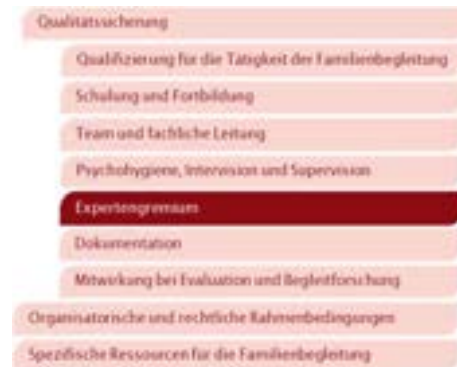 Qualitätssicherung
Qualifizierung für die Tätigkeit der Familienbegleitung
Schulung und Fortbildung
Team und fachliche Leitung
Psychohygiene, Intervision und Supervision
Expertengremium
Dokumentation
Mitwirkung bei Evaluation und Begleitforschung
Organisatorische und rechtliche Rahmenbedingungen
Spezifische Ressourcen für die Familienbegleitung